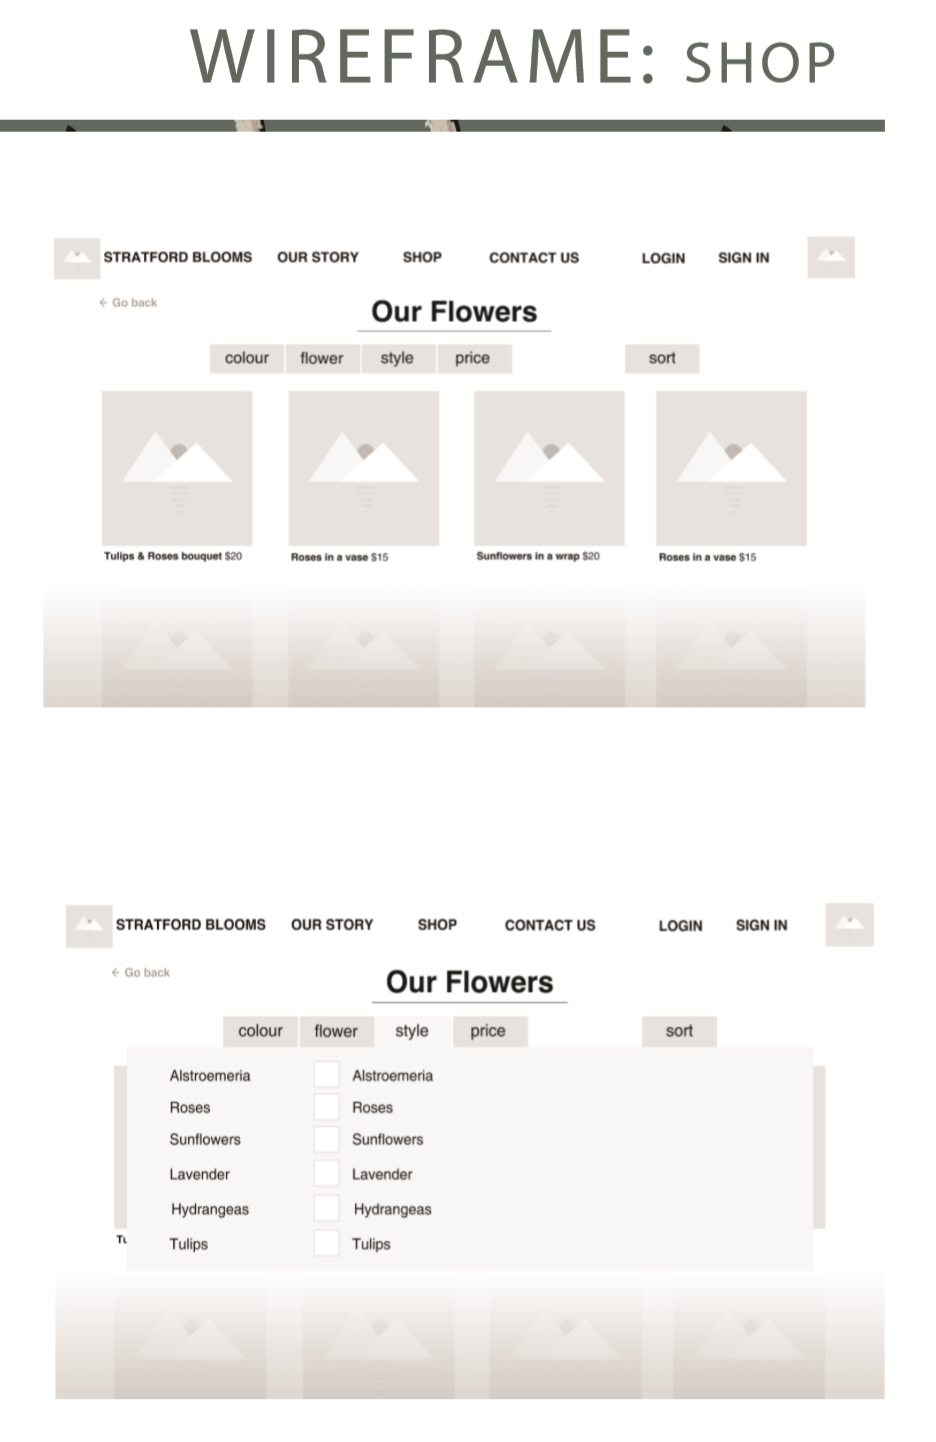 WIREFRAME: SHOP
STRATFORD BLOOMS OUR STORY SHOP CONTACT US LOGIN SIGN IN
← Go back
Our Flowers
colour flower style price sort
Tulips & Roses bouquet $20 Roses in a vase $15 Sunflowers in a wrap $20 Roses in a vase $15
STRATFORD BLOOMS OUR STORY SHOP CONTACT US LOGIN SIGN IN
← Go back
Our Flowers
colour flower style price sort
Alstroemeria Alstroemeria
Roses Roses
Sunflowers Sunflowers
Lavender Lavender
Hydrangeas Hydrangeas
Tulips Tulips